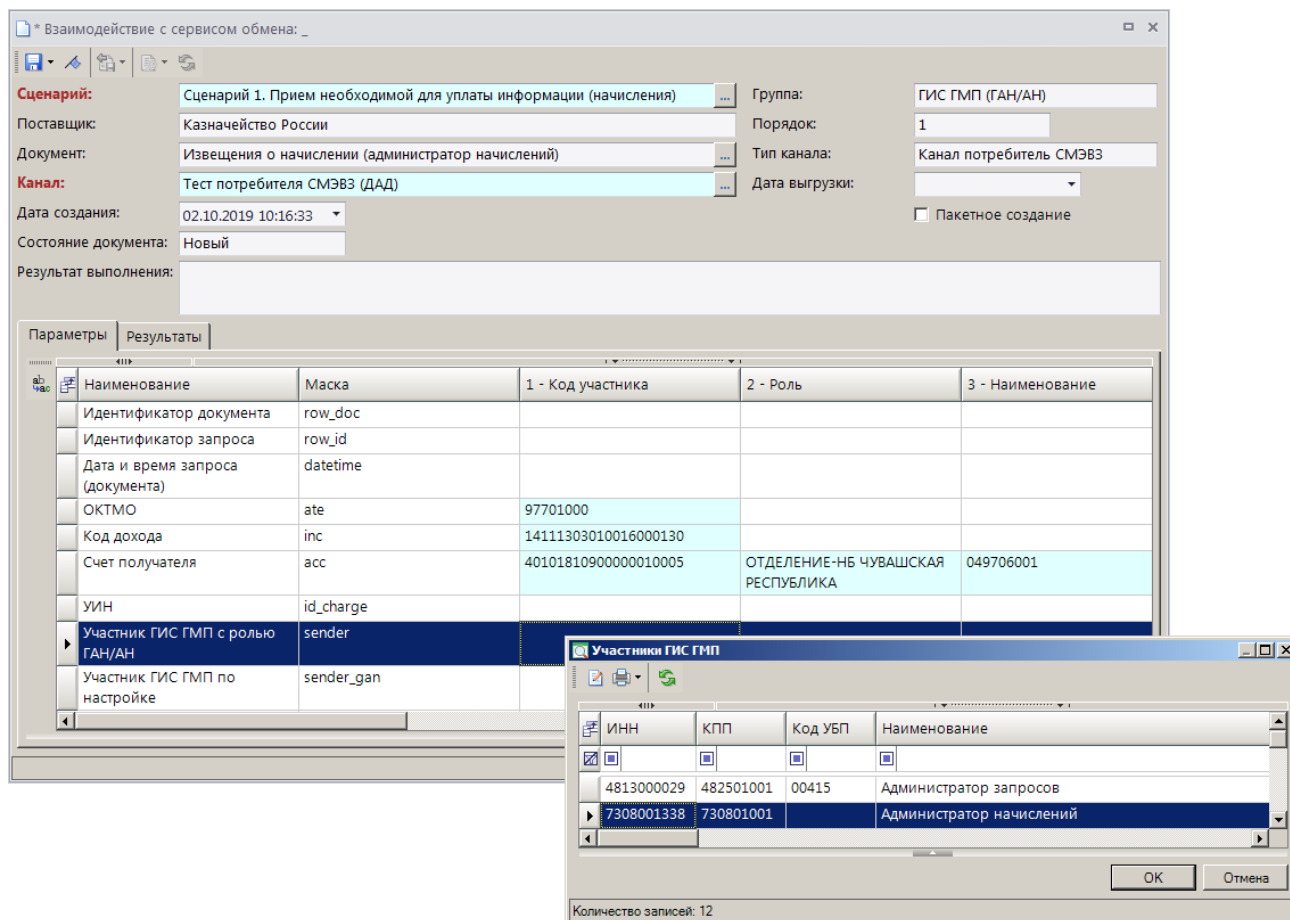 * Взаимодействие с сервисом обмена: _
Сценарий: Сценарий 1. Прием необходимой для уплаты информации (начисления) ... Группа: ГИС ГМП (ГАН/АН)
Поставщик: Казначейство России Порядок: 1
Документ: Извещения о начислении (администратор начислений) ... Тип канала: Канал потребитель СМЭВ3
Канал: Тест потребителя СМЭВ3 (ДАД) ... Дата выгрузки:
Дата создания: 02.10.2019 10:16:33 Пакетное создание
Состояние документа: Новый
Результат выполнения:
Параметры Результаты
Наименование Маска 1 - Код участника 2 - Роль 3 - Наименование
Идентификатор документа row_doc
Идентификатор запроса row_id
Дата и время запроса datetime
(документа)
ОКТМО ate 97701000
Код дохода inc 14111303010016000130
Счет получателя acc 40101810900000010005 ОТДЕЛЕНИЕ-НБ ЧУВАШСКАЯ 049706001
РЕСПУБЛИКА
УИН id_charge
Участник ГИС ГМП с ролью sender
ГАН/АН
Участник ГИС ГМП по sender_gan
настройке
Участники ГИС ГМП
ИНН КПП Код УБП Наименование
4813000029 482501001 00415 Администратор запросов
7308001338 730801001 Администратор начислений
OK Отмена
Количество записей: 12